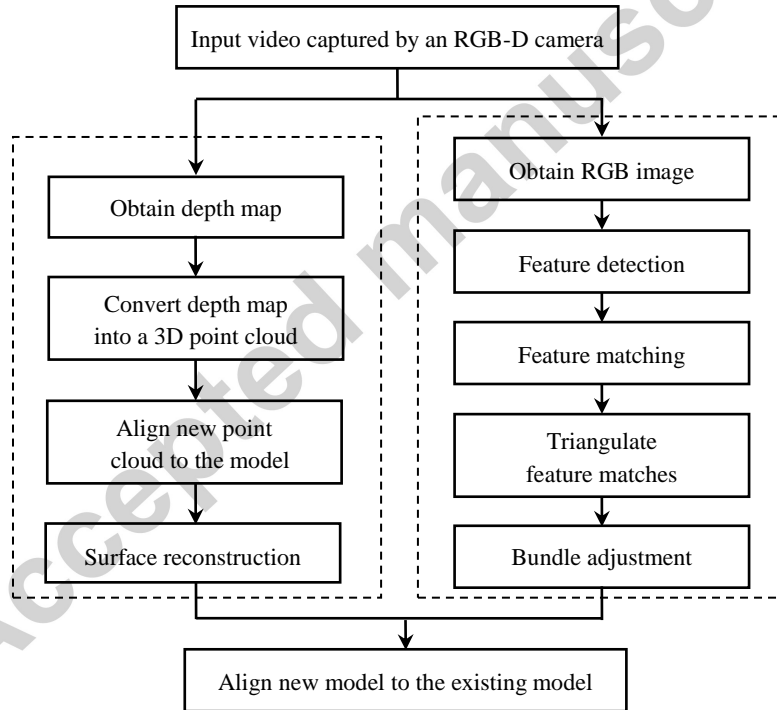 Input video captured by an RGB-D camera
Obtain depth map
Convert depth map
into a 3D point cloud
Align new point
cloud to the model
Surface reconstruction
Obtain RGB image
Feature detection
Feature matching
Triangulate
feature matches
Bundle adjustment
Align new model to the existing model
Accepted manusc